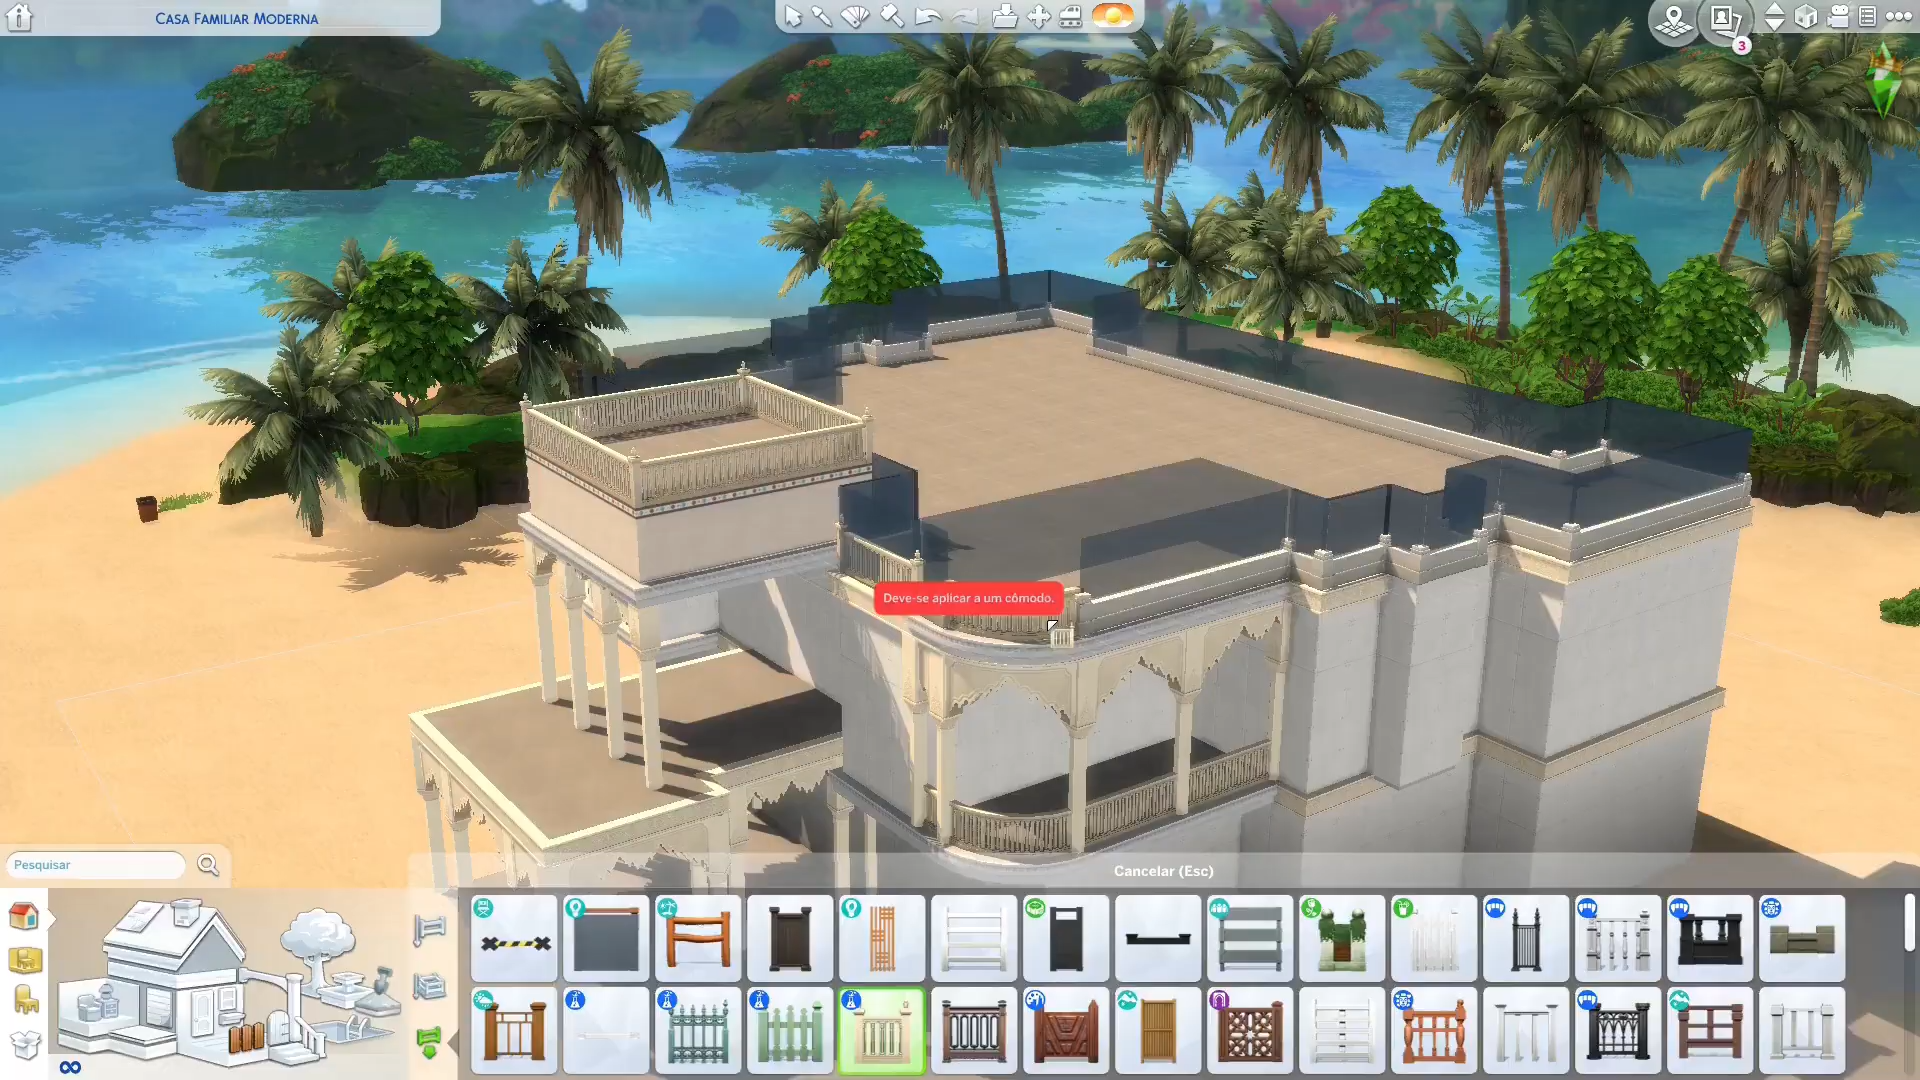 Casa Familiar Moderna
3
Deve-se aplicar a um cômodo.
Pesquisar
Cancelar (Esc)